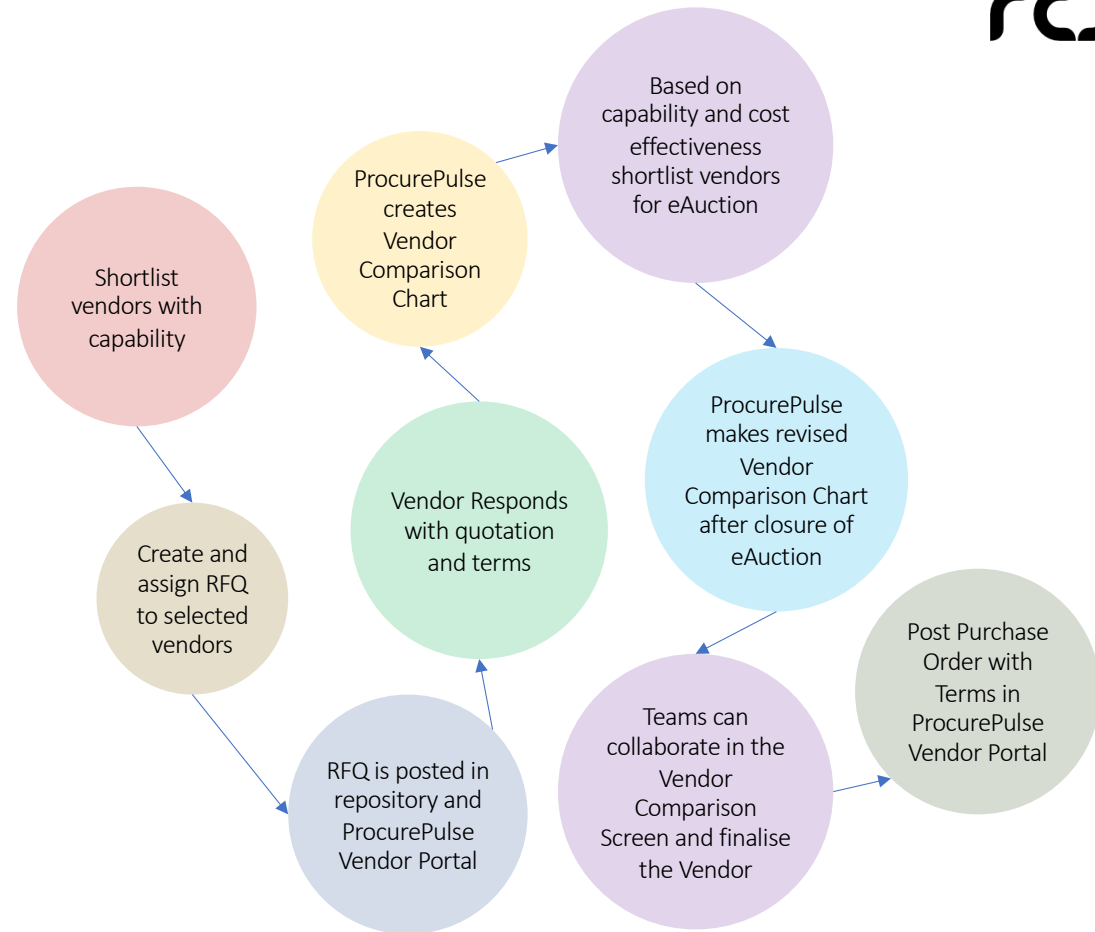 Shortlist
vendors with
capability
Create and
assign RFQ
to selected
vendors
RFQ is posted in
repository and
ProcurePulse
Vendor Portal
Vendor Responds
with quotation
and terms
ProcurePulse
creates
Vendor
Comparison
Chart
Based on
capability and cost
effectiveness
shortlist vendors
for eAuction
ProcurePulse
makes revised
Vendor
Comparison Chart
after closure of
eAuction
Teams can
collaborate in the
Vendor
Comparison
Screen and finalise
the Vendor
Post Purchase
Order with
Terms in
ProcurePulse
Vendor Portal